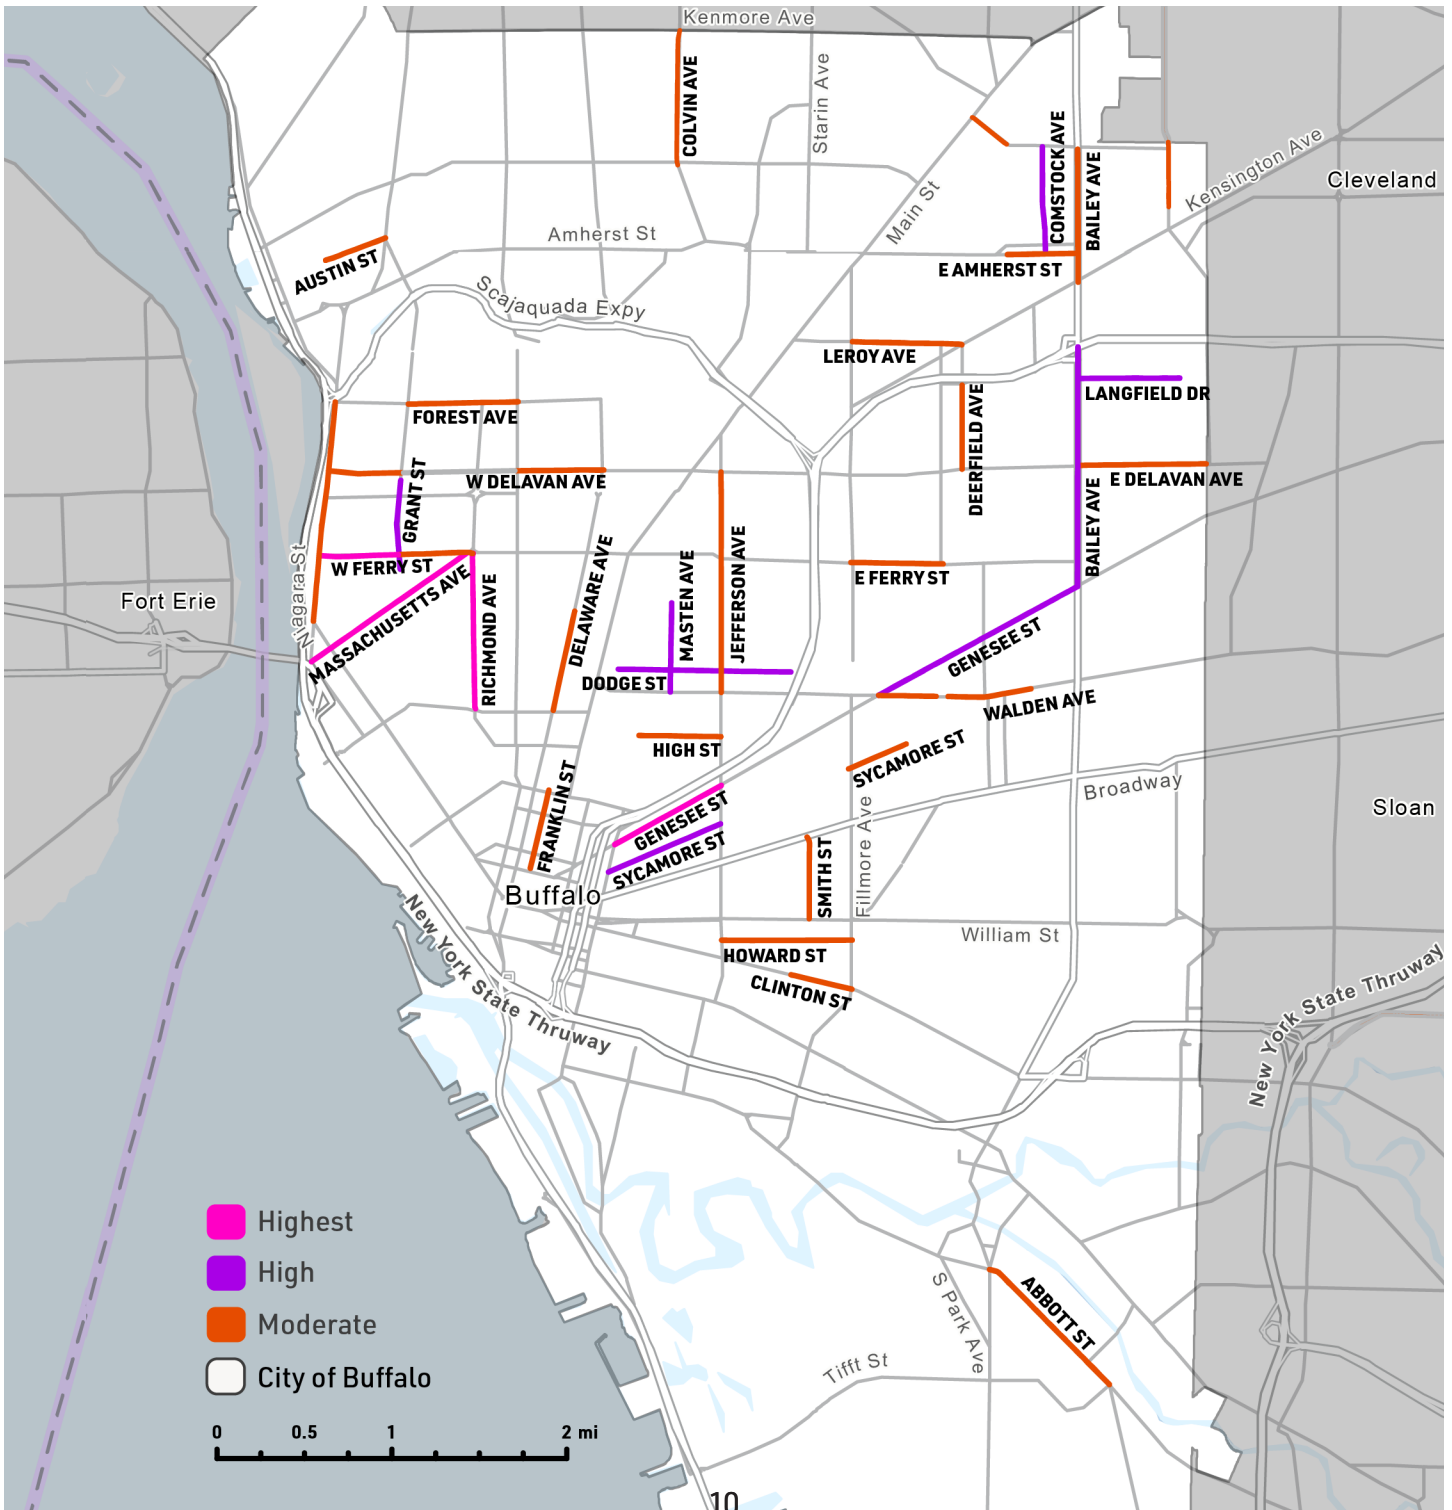 Kenmore Ave
COLVIN AVE
Starin Ave
COMSTOCK AVE
BAILEY AVE
Kensington Ave
Cleveland
Main St
Amherst St
AUSTIN ST
E AMHERST ST
Scajaquada Expy
LEROY AVE
LANGFIELD DR
FOREST AVE
DEERFIELD AVE
GRANT ST
W DELAVAN AVE
E DELAVAN AVE
BAILEY AVE
Niagara St
W FERRY ST
MASSACHUSETTS AVE
RICHMOND AVE
DELAWARE AVE
MASTEN AVE
JEFFERSON AVE
E FERRY ST
Fort Erie
GENESEE ST
DODGE ST
WALDEN AVE
HIGH ST
SYCAMORE ST
FRANKLIN ST
Broadway
GENESEE ST
Sloan
SYCAMORE ST
SMITH ST
Fillmore Ave
Buffalo
William St
HOWARD ST
CLINTON ST
New York State Thruway
New York State Thruway
Highest
High
Moderate
City of Buffalo
ABBOTT ST
S Park Ave
Tifft St
0 0.5 1 2 mi
10